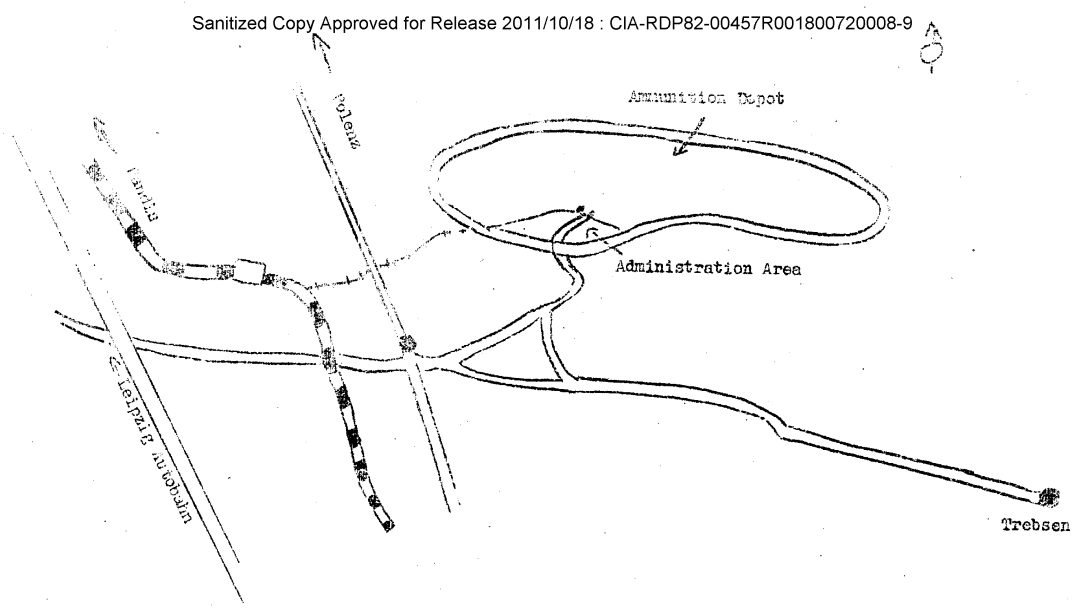 Sanitized Copy Approved for Release 2011/10/18 : CIA-RDP82-00457R001800720008-9
Ammunition Depot
Polenz
Administration Area
Leipzig Autobahn
Trebsen